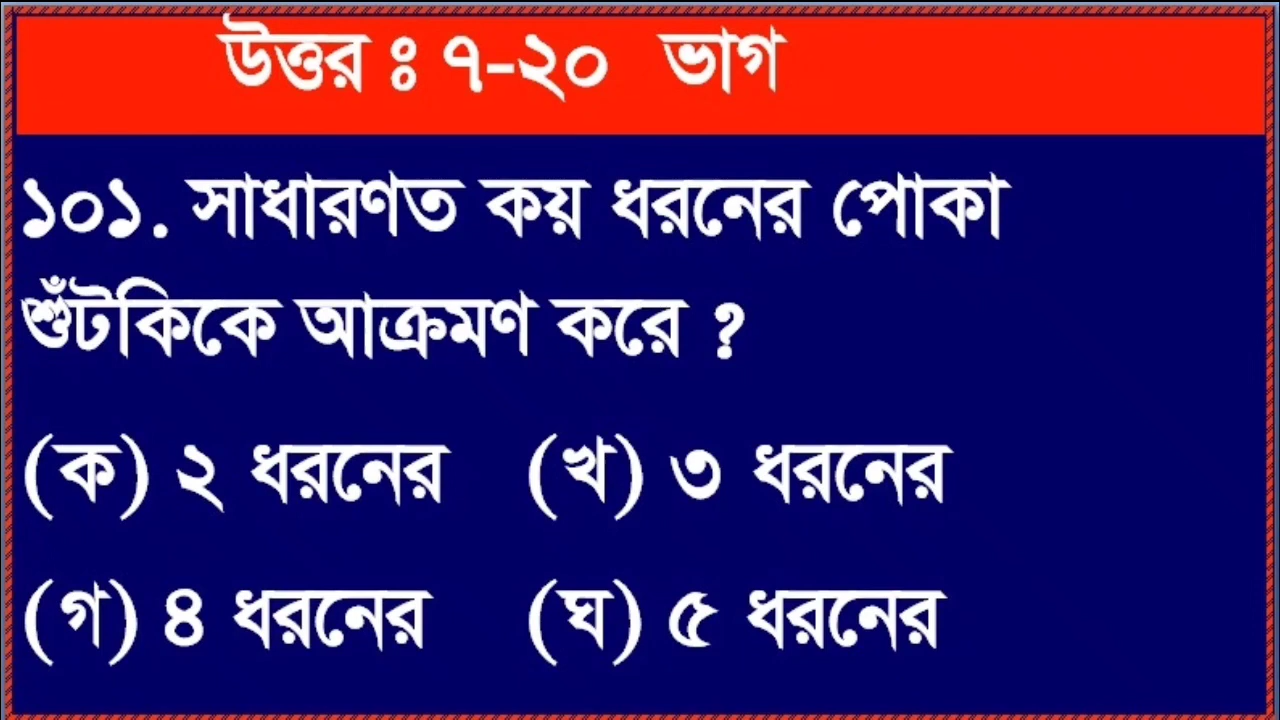 উত্তর ঃ ৭-২০ ভাগ
১০১. সাধারণত কয় ধরনের পোকা
শুঁটকিকে আক্রমণ করে ?
(ক) ২ ধরনের (খ) ৩ ধরনের
(গ) ৪ ধরনের (ঘ) ৫ ধরনের